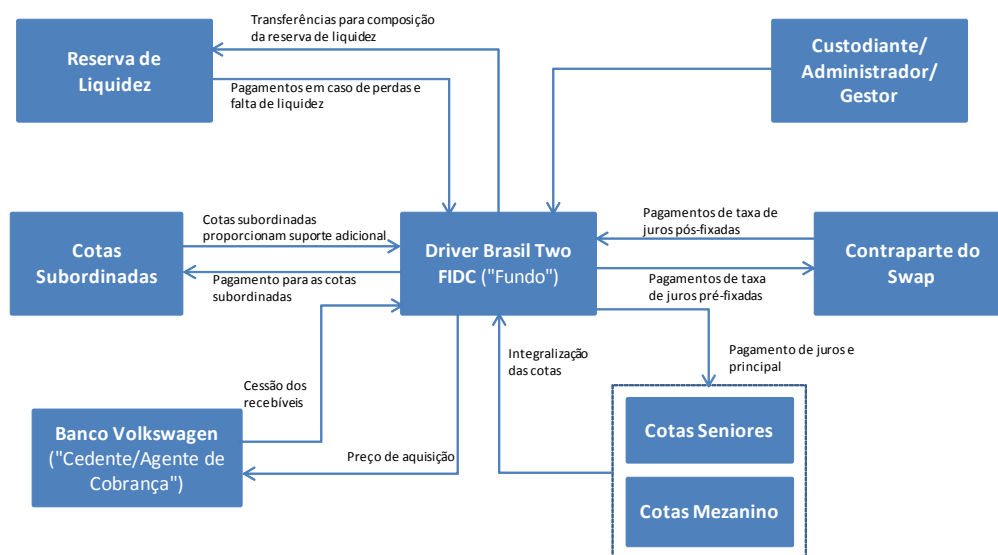 Transferências para composição
da reserva de liquidez
Reserva de
Liquidez
Pagamentos em caso de perdas e
falta de liquidez
Custodiante/
Administrador/
Gestor
Cotas
Subordinadas
Cotas subordinadas
proporcionam suporte adicional
Pagamento para as cotas
subordinadas
Driver Brasil Two
FIDC ("Fundo")
Pagamentos de taxa de
juros pós-fixadas
Pagamentos de taxa
de juros pré-fixadas
Contraparte do
Swap
Cessão dos
recebíveis
Integralização
das cotas
Pagamento de juros e
principal
Banco Volkswagen
("Cedente/Agente de
Cobrança")
Preço de aquisição
Cotas Seniores
Cotas Mezanino